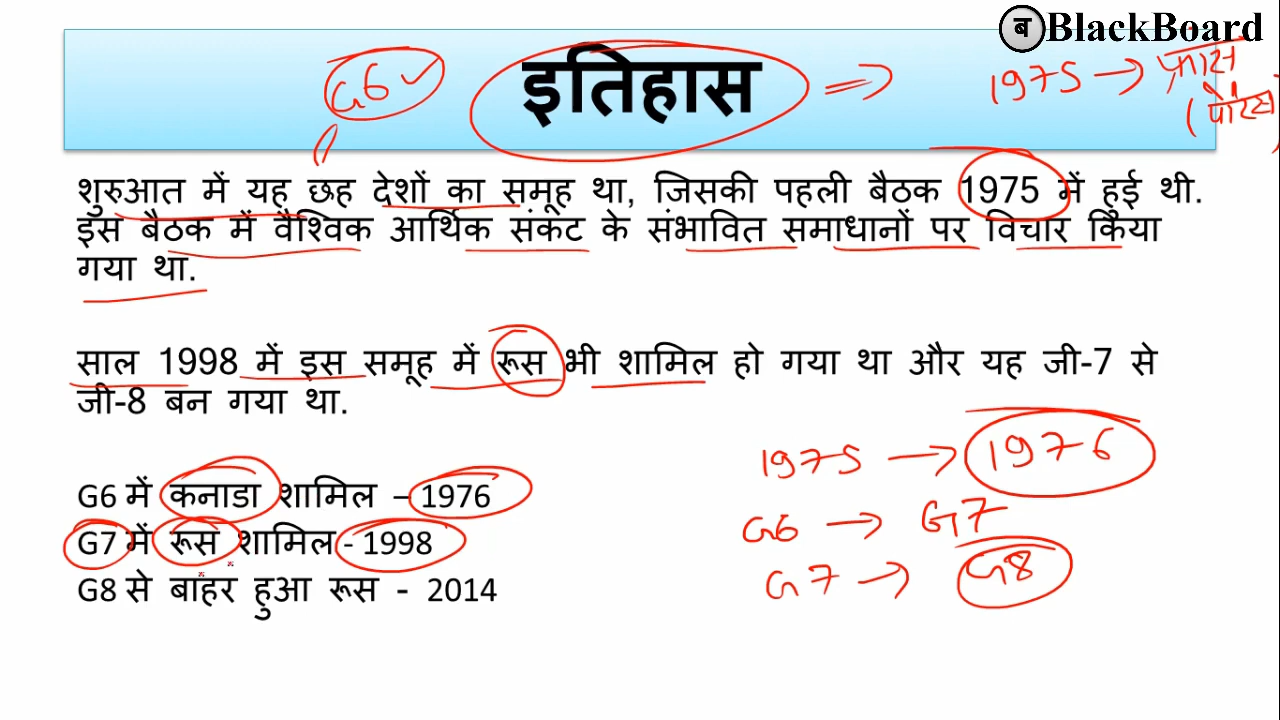 ब BlackBoard
इतिहास
G6
1975 → फ्रांस
(पेरिस)
शुरुआत में यह छह देशों का समूह था, जिसकी पहली बैठक 1975 में हुई थी.
इस बैठक में वैश्विक आर्थिक संकट के संभावित समाधानों पर विचार किया
गया था.
साल 1998 में इस समूह में रूस भी शामिल हो गया था और यह जी-7 से
जी-8 बन गया था.
1975 → 1976
G6 में कनाडा शामिल – 1976
G6 → G7
G7 में रूस शामिल - 1998
G7 → G8
G8 से बाहर हुआ रूस - 2014